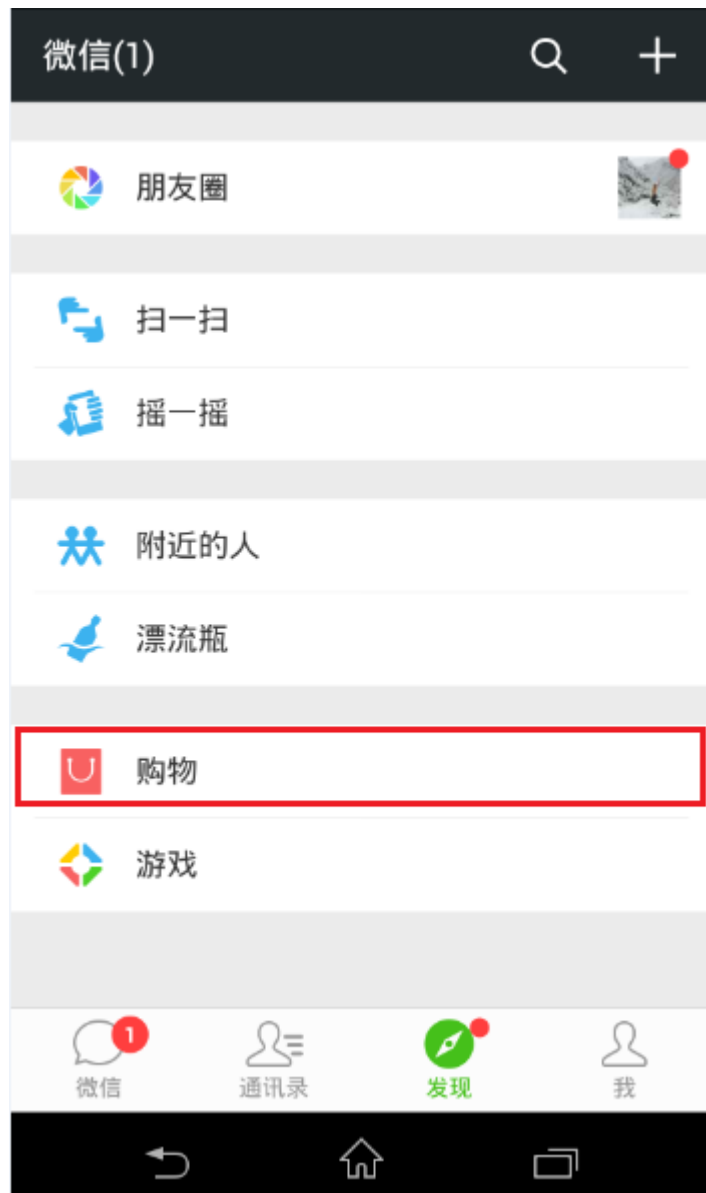 微信(1)
朋友圈
扫一扫
摇一摇
附近的人
漂流瓶
购物
游戏
1
微信
通讯录
发现
我